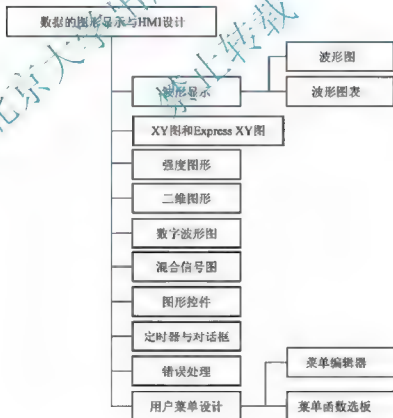 数据的图形显示与HMI设计
波形显示
波形图
波形图表
XY图和Express XY图
强度图形
二维图形
数字波形图
混合信号图
图形控件
定时器与对话框
错误处理
用户菜单设计
菜单编辑器
菜单函数选板
禁止转载